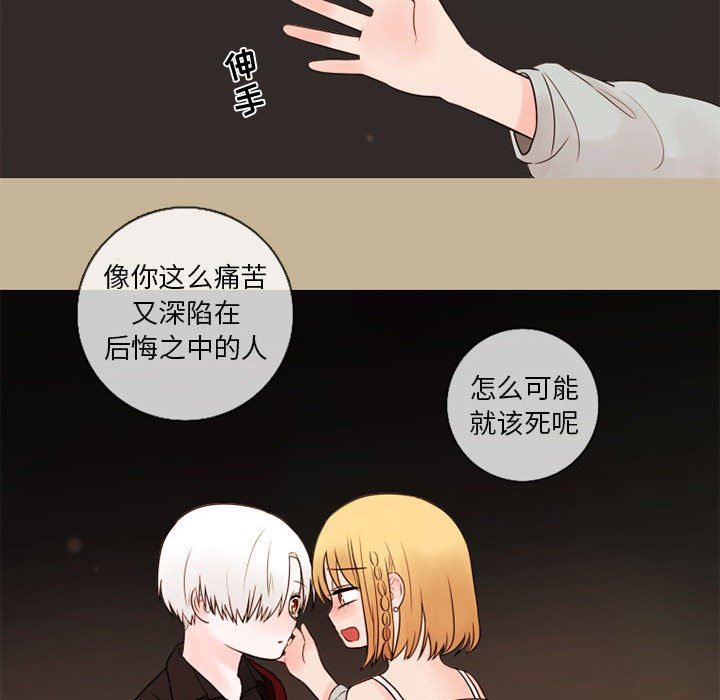 伸手
像你这么痛苦
又深陷在
后悔之中的人
怎么可能
就该死呢